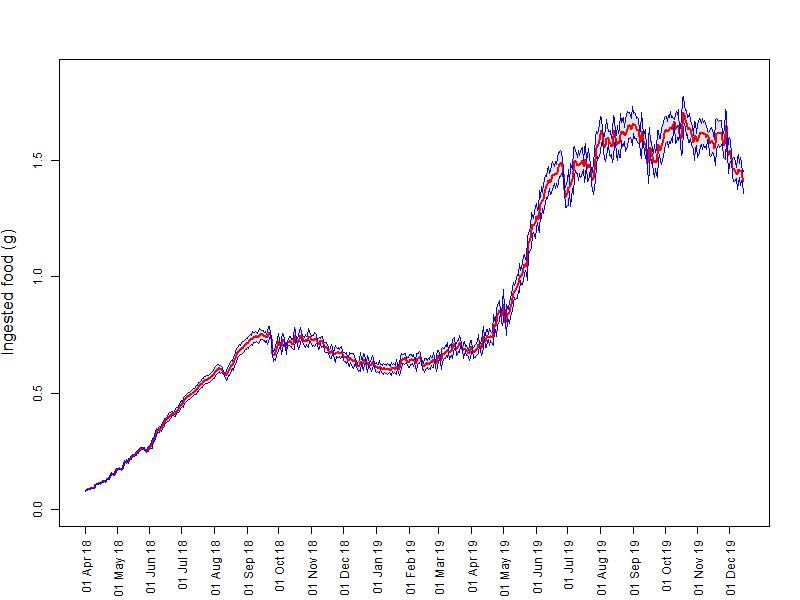 Ingested food (g)
1.5
1.0
0.5
0.0
01 Apr 18
01 May 18
01 Jun 18
01 Jul 18
01 Aug 18
01 Sep 18
01 Oct 18
01 Nov 18
01 Dec 18
01 Jan 19
01 Feb 19
01 Mar 19
01 Apr 19
01 May 19
01 Jun 19
01 Jul 19
01 Aug 19
01 Sep 19
01 Oct 19
01 Nov 19
01 Dec 19